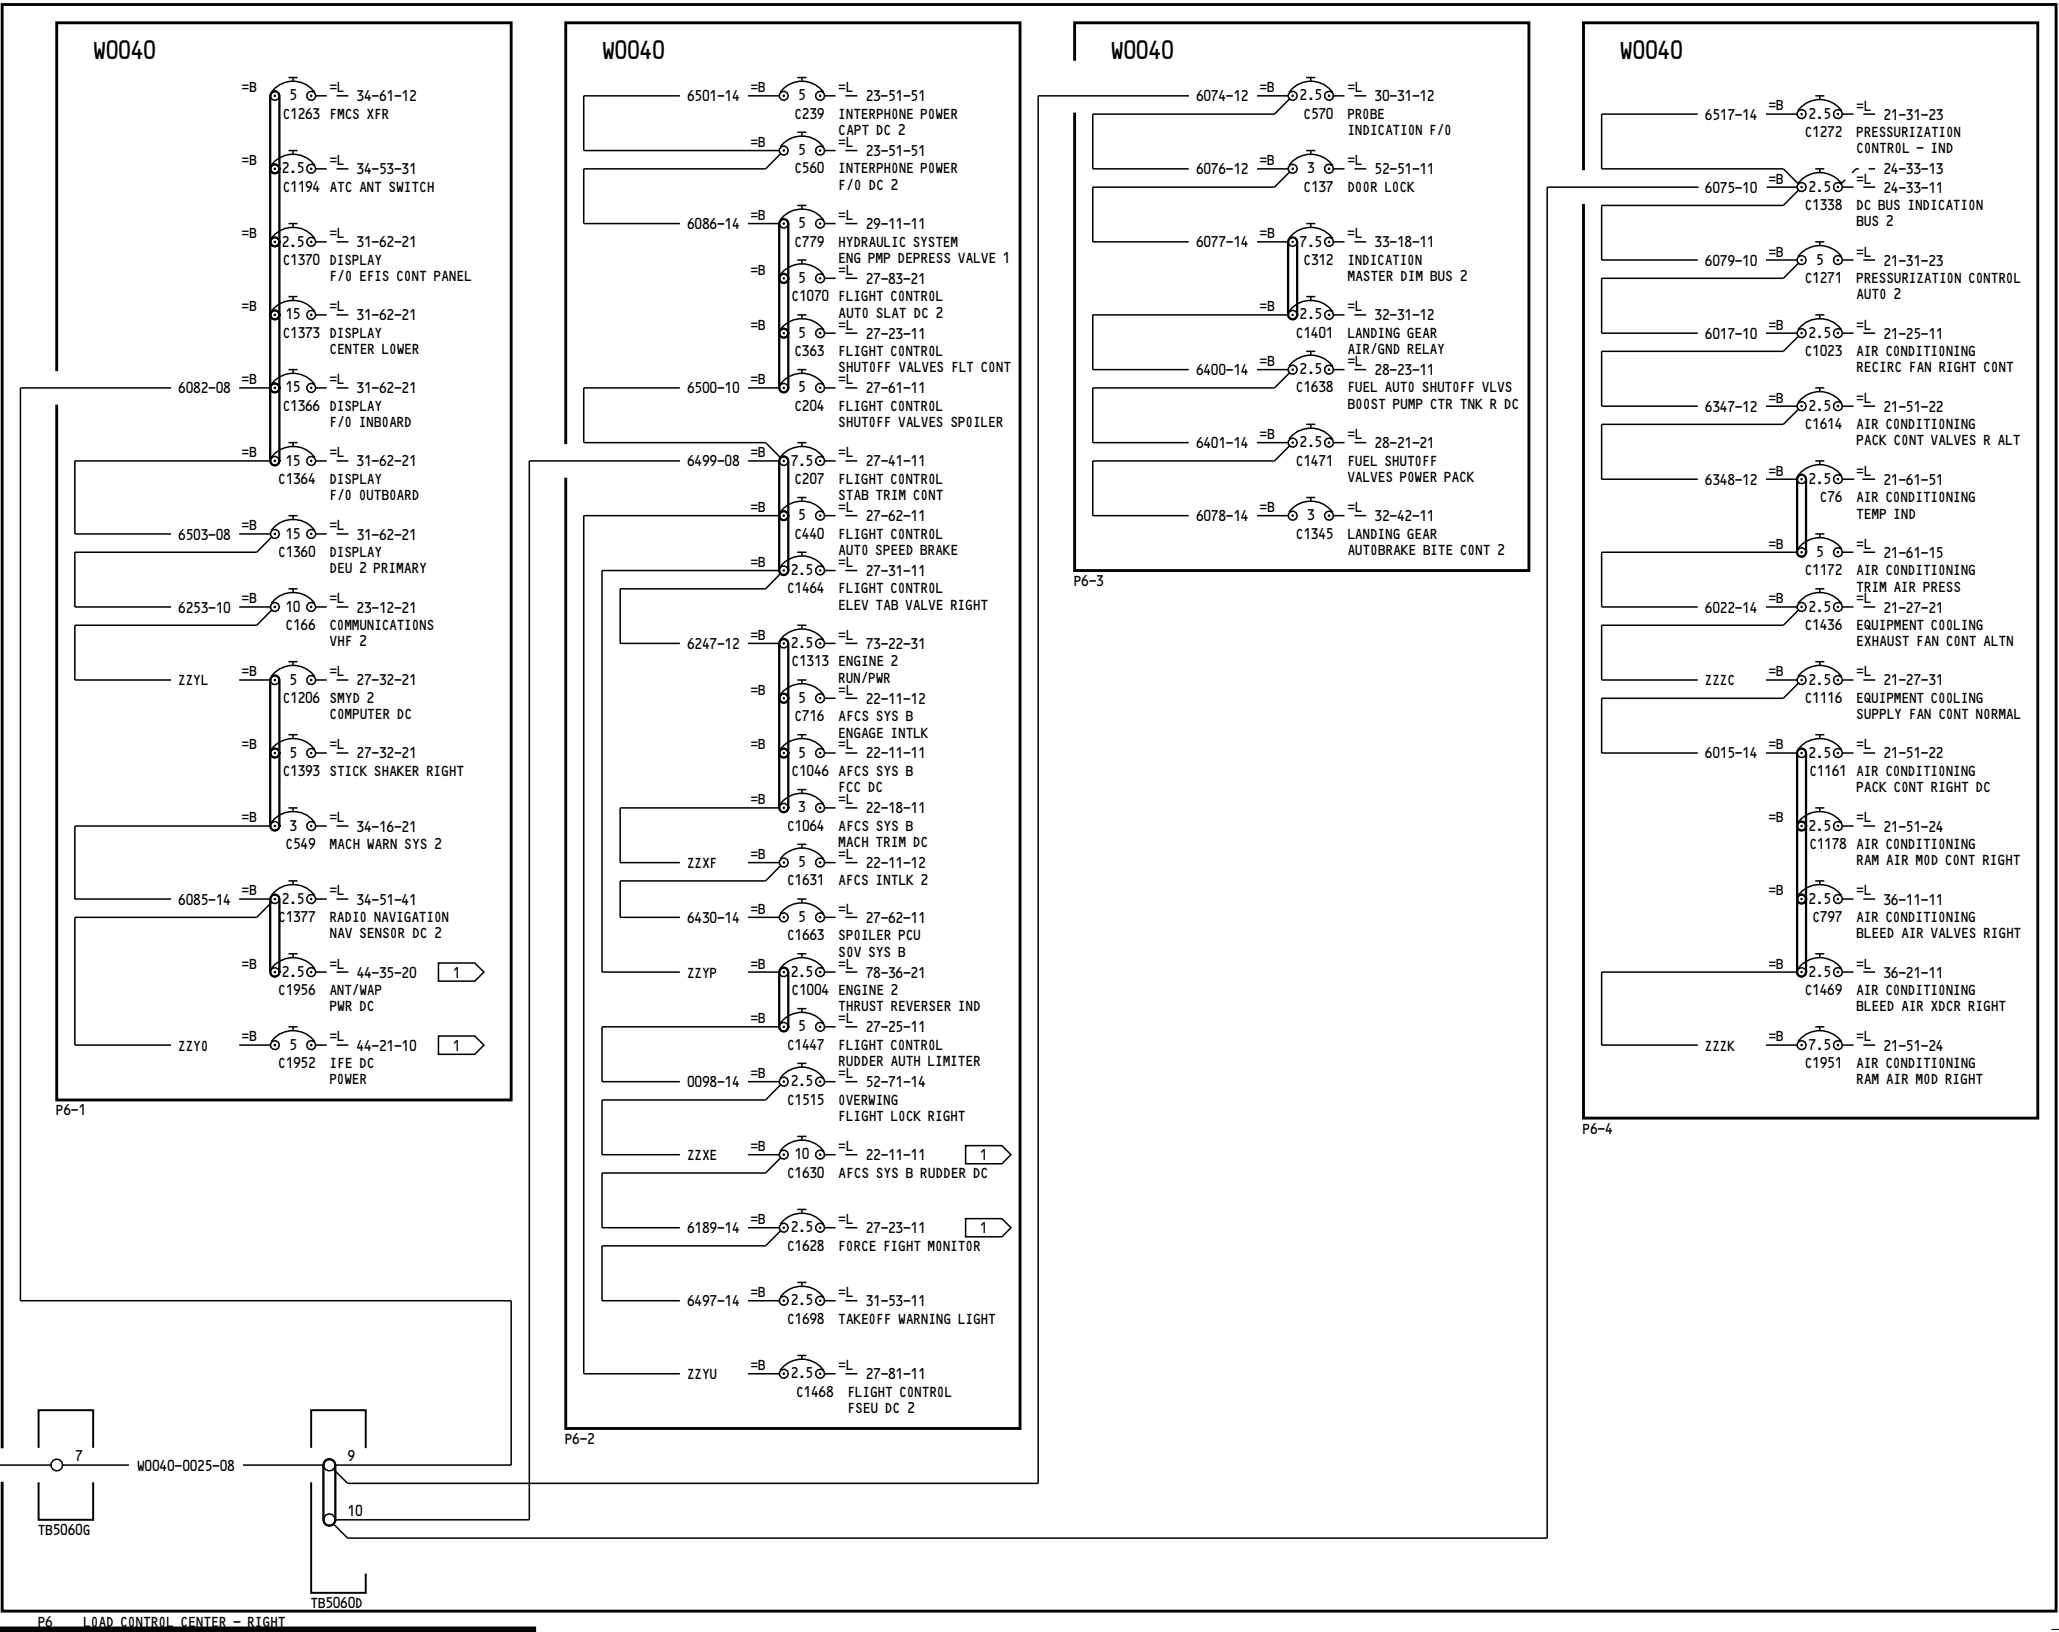 W0040
=B 5 =L 34-61-12
C1263 FMCS XFR
=B 2.5 =L 34-53-31
C1194 ATC ANT SWITCH
=B 2.5 =L 31-62-21
C1370 DISPLAY
F/O EFIS CONT PANEL
=B 15 =L 31-62-21
C1373 DISPLAY
CENTER LOWER
6082-08 =B 15 =L 31-62-21
C1366 DISPLAY
F/O INBOARD
=B 15 =L 31-62-21
C1364 DISPLAY
F/O OUTBOARD
6503-08 =B 15 =L 31-62-21
C1360 DISPLAY
DEU 2 PRIMARY
6253-10 =B 10 =L 23-12-21
C166 COMMUNICATIONS
VHF 2
ZZYL =B 5 =L 27-32-21
C1206 SMYD 2
COMPUTER DC
=B 5 =L 27-32-21
C1393 STICK SHAKER RIGHT
=B 3 =L 34-16-21
C549 MACH WARN SYS 2
6085-14 =B 2.5 =L 34-51-41
C1377 RADIO NAVIGATION
NAV SENSOR DC 2
=B 2.5 =L 44-35-20 1
C1956 ANT/WAP
PWR DC
ZZYO =B 5 =L 44-21-10 1
C1952 IFE DC
POWER
P6-1
W0040
6501-14 =B 5 =L 23-51-51
C239 INTERPHONE POWER
CAPT DC 2
=B 5 =L 23-51-51
C560 INTERPHONE POWER
F/O DC 2
6086-14 =B 5 =L 29-11-11
C779 HYDRAULIC SYSTEM
ENG PMP DEPRESS VALVE 1
=B 5 =L 27-83-21
C1070 FLIGHT CONTROL
AUTO SLAT DC 2
=B 5 =L 27-23-11
C363 FLIGHT CONTROL
SHUTOFF VALVES FLT CONT
6500-10 =B 5 =L 27-61-11
C204 FLIGHT CONTROL
SHUTOFF VALVES SPOILER
6499-08 =B 7.5 =L 27-41-11
C207 FLIGHT CONTROL
STAB TRIM CONT
=B 5 =L 27-62-11
C440 FLIGHT CONTROL
AUTO SPEED BRAKE
=B 2.5 =L 27-31-11
C1464 FLIGHT CONTROL
ELEV TAB VALVE RIGHT
6247-12 =B 2.5 =L 73-22-31
C1313 ENGINE 2
RUN/PWR
=B 5 =L 22-11-12
C716 AFCS SYS B
ENGAGE INTLK
=B 5 =L 22-11-11
C1046 AFCS SYS B
FCC DC
=B 3 =L 22-18-11
C1064 AFCS SYS B
MACH TRIM DC
ZZXF =B 5 =L 22-11-12
C1631 AFCS INTLK 2
6430-14 =B 5 =L 27-62-11
C1663 SPOILER PCU
SOV SYS B
ZZYP =B 2.5 =L 78-36-21
C1004 ENGINE 2
THRUST REVERSER IND
=B 5 =L 27-25-11
C1447 FLIGHT CONTROL
RUDDER AUTH LIMITER
0098-14 =B 2.5 =L 52-71-14
C1515 OVERWING
FLIGHT LOCK RIGHT
ZZXE =B 10 =L 22-11-11 1
C1630 AFCS SYS B RUDDER DC
6189-14 =B 2.5 =L 27-23-11 1
C1628 FORCE FIGHT MONITOR
6497-14 =B 2.5 =L 31-53-11
C1698 TAKEOFF WARNING LIGHT
ZZYU =B 2.5 =L 27-81-11
C1468 FLIGHT CONTROL
FSEU DC 2
P6-2
W0040
6074-12 =B 2.5 =L 30-31-12
C570 PROBE
INDICATION F/O
6076-12 =B 3 =L 52-51-11
C137 DOOR LOCK
6077-14 =B 7.5 =L 33-18-11
C312 INDICATION
MASTER DIM BUS 2
=B 2.5 =L 32-31-12
C1401 LANDING GEAR
AIR/GND RELAY
6400-14 =B 2.5 =L 28-23-11
C1638 FUEL AUTO SHUTOFF VLVS
BOOST PUMP CTR TNK R DC
6401-14 =B 2.5 =L 28-21-21
C1471 FUEL SHUTOFF
VALVES POWER PACK
6078-14 =B 3 =L 32-42-11
C1345 LANDING GEAR
AUTOBRAKE BITE CONT 2
P6-3
W0040
6517-14 =B 2.5 =L 21-31-23
C1272 PRESSURIZATION
CONTROL - IND
24-33-13
6075-10 =B 2.5 =L 24-33-11
C1338 DC BUS INDICATION
BUS 2
6079-10 =B 5 =L 21-31-23
C1271 PRESSURIZATION CONTROL
AUTO 2
6017-10 =B 2.5 =L 21-25-11
C1023 AIR CONDITIONING
RECIRC FAN RIGHT CONT
6347-12 =B 2.5 =L 21-51-22
C1614 AIR CONDITIONING
PACK CONT VALVES R ALT
6348-12 =B 2.5 =L 21-61-51
C76 AIR CONDITIONING
TEMP IND
=B 5 =L 21-61-15
C1172 AIR CONDITIONING
TRIM AIR PRESS
6022-14 =B 2.5 =L 21-27-21
C1436 EQUIPMENT COOLING
EXHAUST FAN CONT ALTN
ZZZC =B 2.5 =L 21-27-31
C1116 EQUIPMENT COOLING
SUPPLY FAN CONT NORMAL
6015-14 =B 2.5 =L 21-51-22
C1161 AIR CONDITIONING
PACK CONT RIGHT DC
=B 2.5 =L 21-51-24
C1178 AIR CONDITIONING
RAM AIR MOD CONT RIGHT
=B 2.5 =L 36-11-11
C797 AIR CONDITIONING
BLEED AIR VALVES RIGHT
=B 2.5 =L 36-21-11
C1469 AIR CONDITIONING
BLEED AIR XDCR RIGHT
ZZZK =B 7.5 =L 21-51-24
C1951 AIR CONDITIONING
RAM AIR MOD RIGHT
P6-4
7 W0040-0025-08 9
10
TB5060G
TB5060D
P6 LOAD CONTROL CENTER - RIGHT